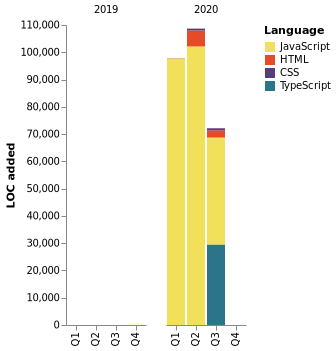 2019 2020
Language
JavaScript
HTML
CSS
TypeScript
LOC added
110,000
100,000
90,000
80,000
70,000
60,000
50,000
40,000
30,000
20,000
10,000
0
Q1 Q2 Q3 Q4 Q1 Q2 Q3 Q4